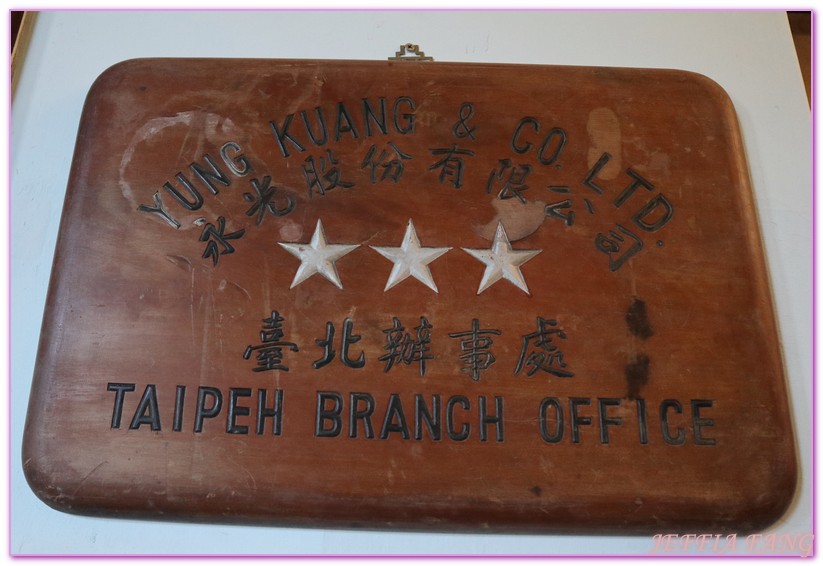 YUNG KUANG & CO. LTD.
永光股份有限公司
臺北辦事處
TAIPEH BRANCH OFFICE
JEFFIA FANG